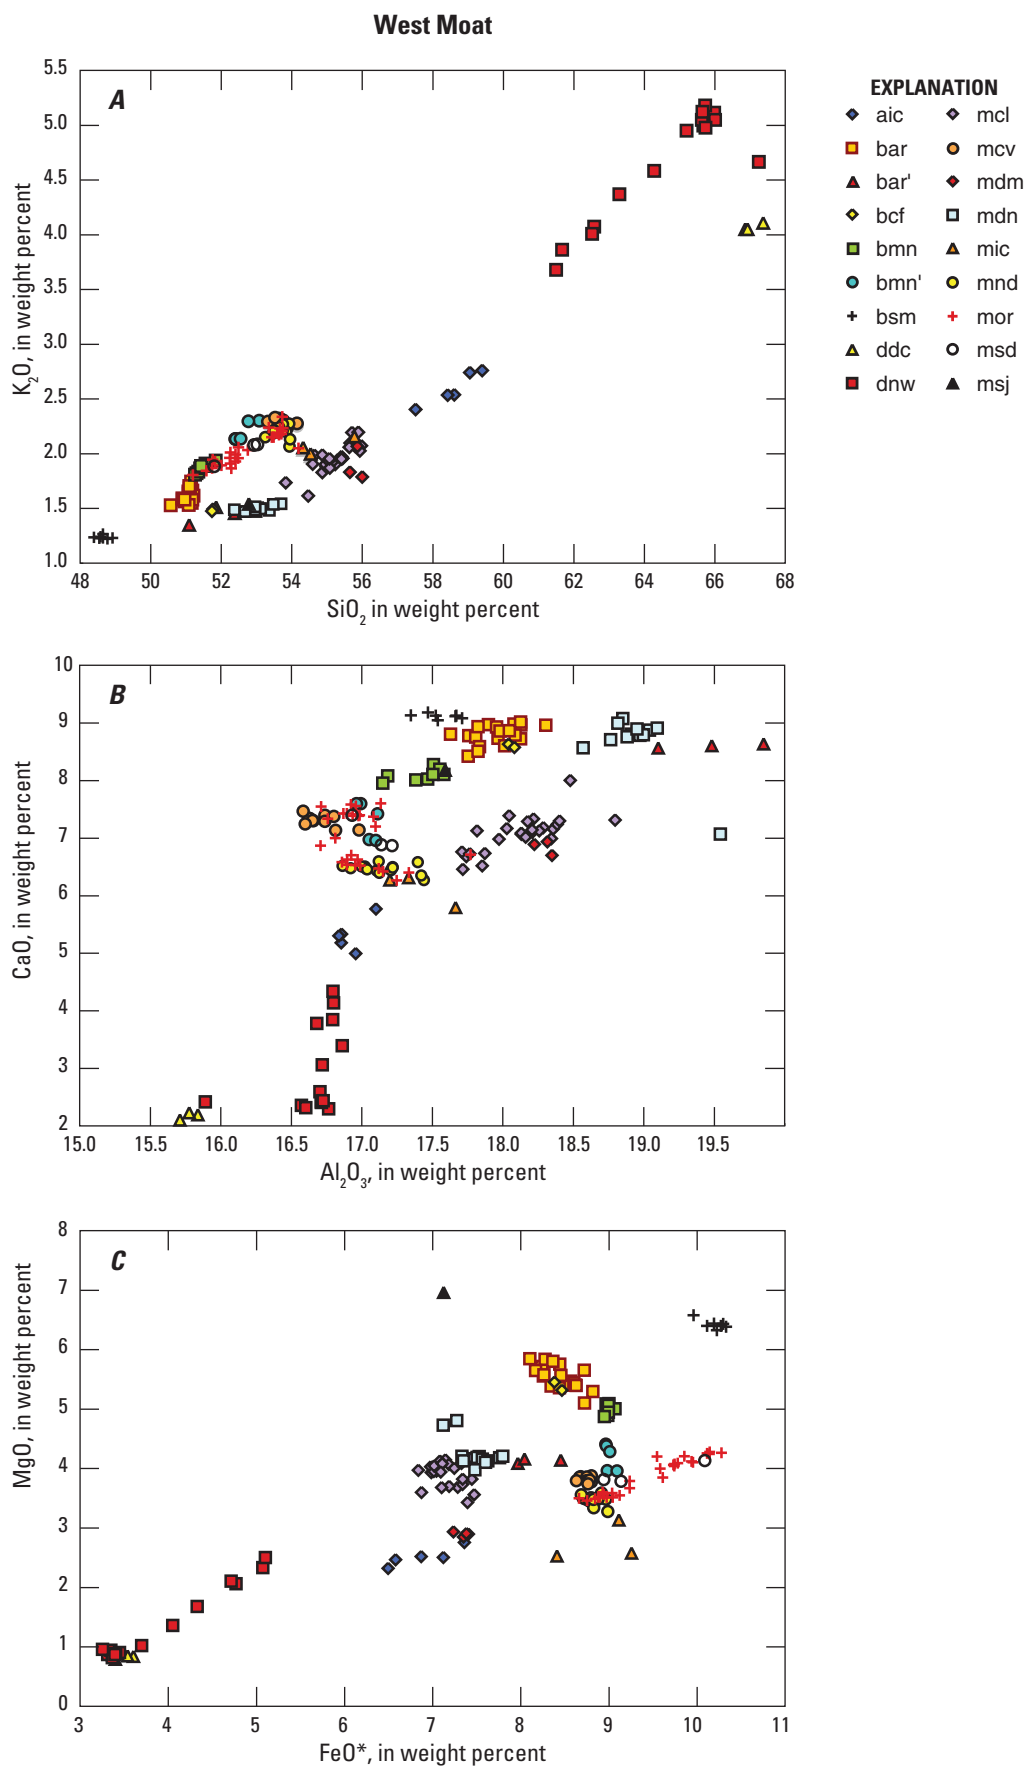 West Moat
A
5.5
5.0
4.5
4.0
3.5
3.0
2.5
2.0
1.5
1.0
K2O, in weight percent
48 50 52 54 56 58 60 62 64 66 68
SiO2 in weight percent
EXPLANATION
aic mcl
bar mcv
bar' mdm
bcf mdn
bmn mic
bmn' mnd
bsm mor
ddc msd
dnw msj
B
10
9
8
7
6
5
4
3
2
CaO, in weight percent
15.0 15.5 16.0 16.5 17.0 17.5 18.0 18.5 19.0 19.5
Al2O3, in weight percent
C
8
7
6
5
4
3
2
1
0
MgO, in weight percent
3 4 5 6 7 8 9 10 11
FeO*, in weight percent